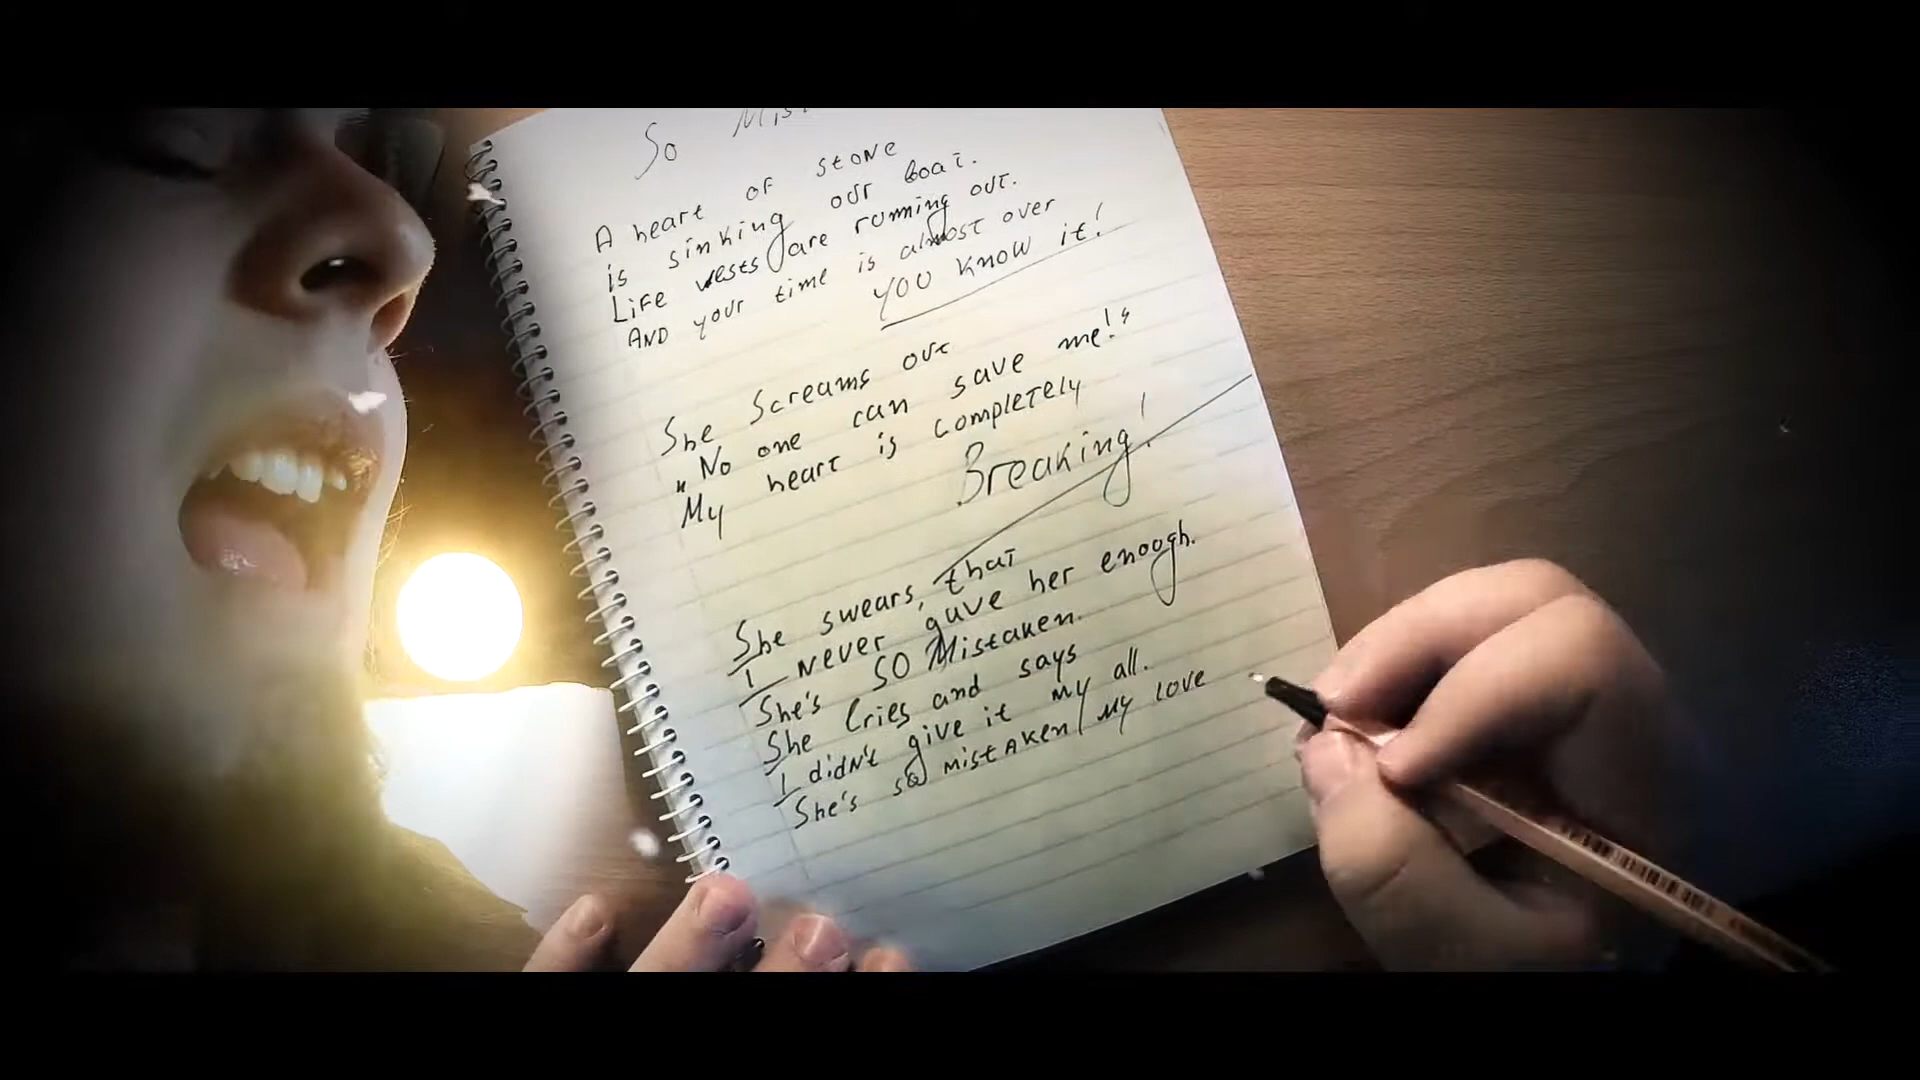 So Mis
A heart of stone
is sinking our boat.
Life vests are running out.
AND your time is almost over
YOU KNOW it!
She Screams out
"No one can save me!"
My heart is completely
Breaking!
She swears, that
I never gave her enough.
She's SO Mistaken.
She Cries and says
I didn't give it my all.
She's so mistAken / My love